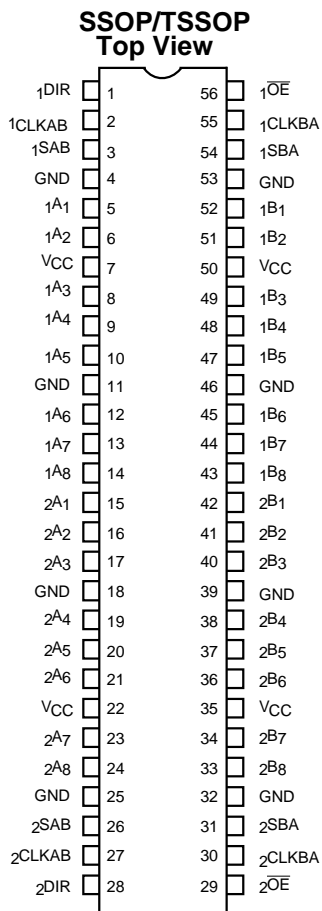 SSOP/TSSOP
Top View
1DIR 1 56 1O̅E̅
1CLKAB 2 55 1CLKBA
1SAB 3 54 1SBA
GND 4 53 GND
1A1 5 52 1B1
1A2 6 51 1B2
VCC 7 50 VCC
1A3 8 49 1B3
1A4 9 48 1B4
1A5 10 47 1B5
GND 11 46 GND
1A6 12 45 1B6
1A7 13 44 1B7
1A8 14 43 1B8
2A1 15 42 2B1
2A2 16 41 2B2
2A3 17 40 2B3
GND 18 39 GND
2A4 19 38 2B4
2A5 20 37 2B5
2A6 21 36 2B6
VCC 22 35 VCC
2A7 23 34 2B7
2A8 24 33 2B8
GND 25 32 GND
2SAB 26 31 2SBA
2CLKAB 27 30 2CLKBA
2DIR 28 29 2O̅E̅